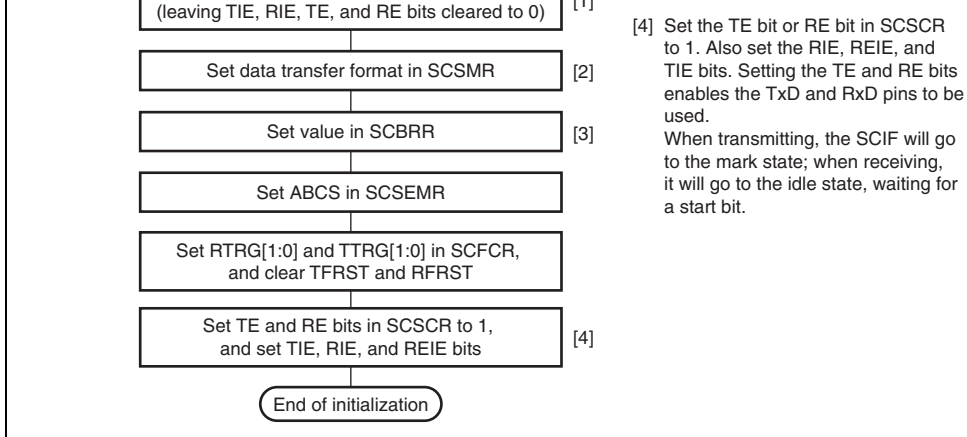 (leaving TIE, RIE, TE, and RE bits cleared to 0)
[1]
Set data transfer format in SCSMR
[2]
Set value in SCBRR
[3]
Set ABCS in SCSEMR
Set RTRG[1:0] and TTRG[1:0] in SCFCR,
and clear TFRST and RFRST
Set TE and RE bits in SCSCR to 1,
and set TIE, RIE, and REIE bits
[4]
End of initialization
[4] Set the TE bit or RE bit in SCSCR
to 1. Also set the RIE, REIE, and
TIE bits. Setting the TE and RE bits
enables the TxD and RxD pins to be
used.
When transmitting, the SCIF will go
to the mark state; when receiving,
it will go to the idle state, waiting for
a start bit.